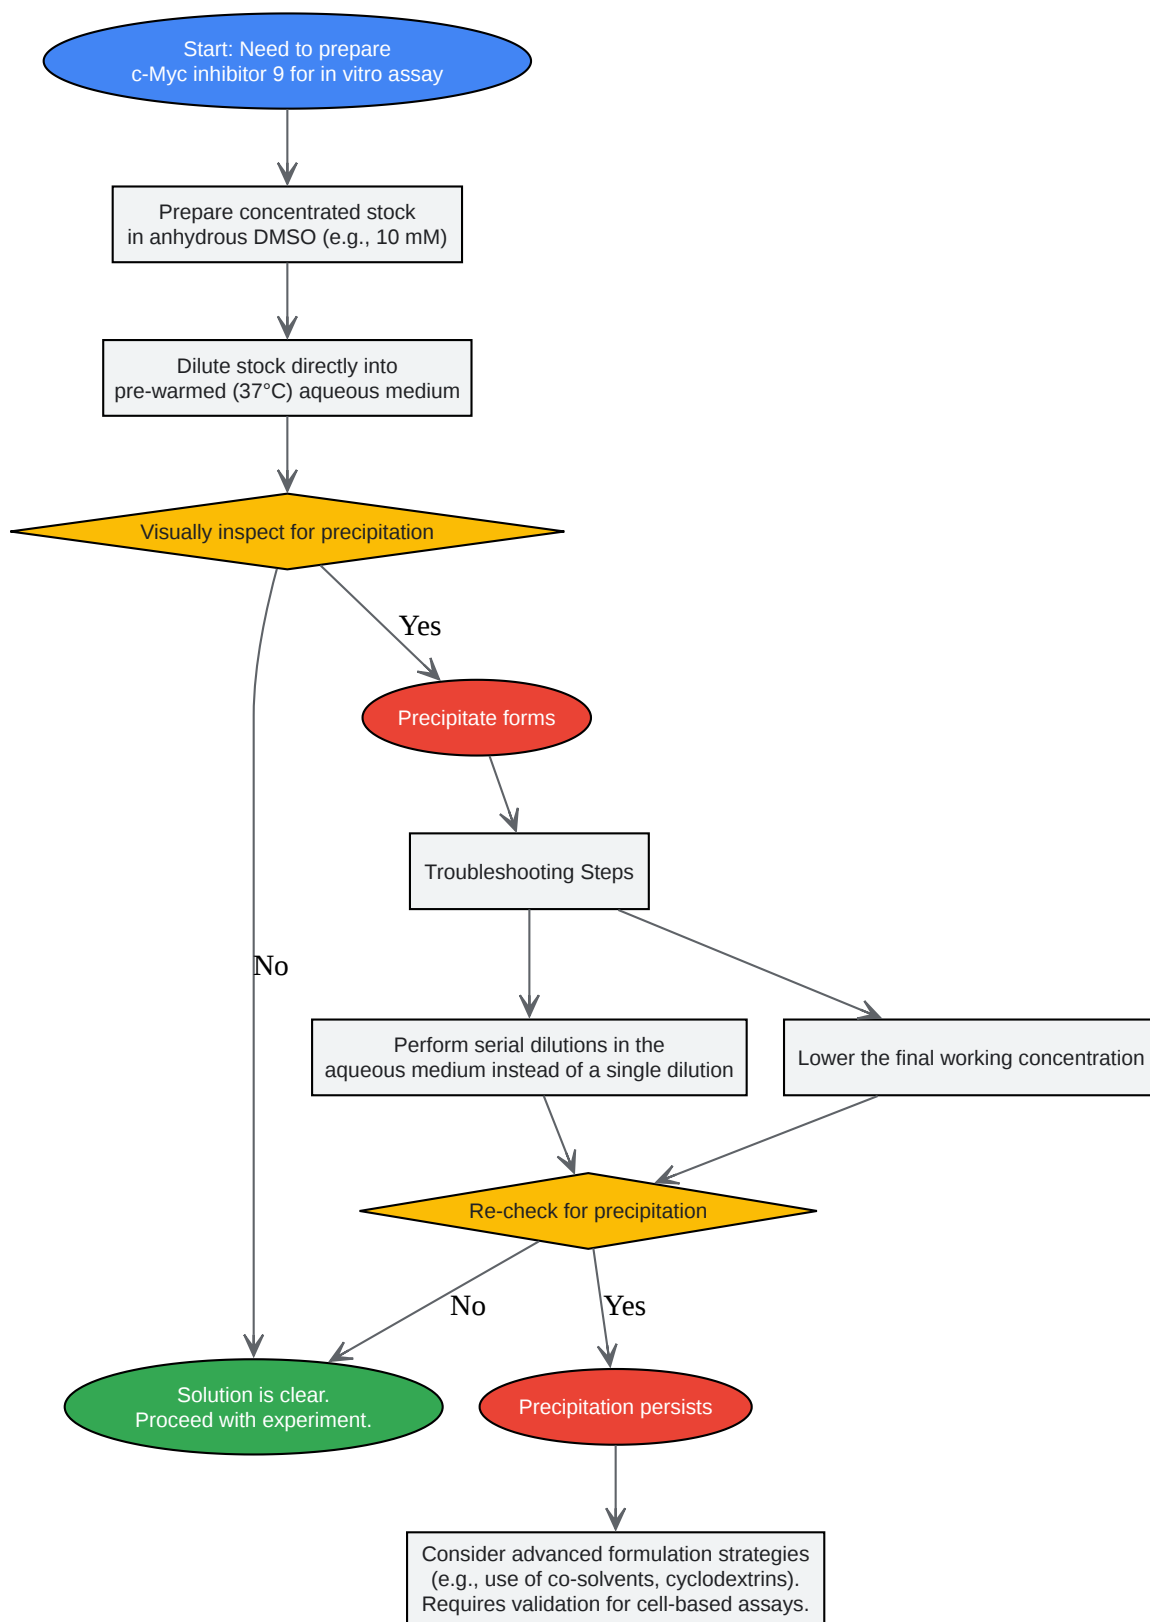 Start: Need to prepare
c-Myc inhibitor 9 for in vitro assay
Prepare concentrated stock
in anhydrous DMSO (e.g., 10 mM)
Dilute stock directly into
pre-warmed (37°C) aqueous medium
Visually inspect for precipitation
Yes
Precipitate forms
Troubleshooting Steps
No
Perform serial dilutions in the
aqueous medium instead of a single dilution
Lower the final working concentration
Re-check for precipitation
No
Yes
Solution is clear.
Proceed with experiment.
Precipitation persists
Consider advanced formulation strategies
(e.g., use of co-solvents, cyclodextrins).
Requires validation for cell-based assays.